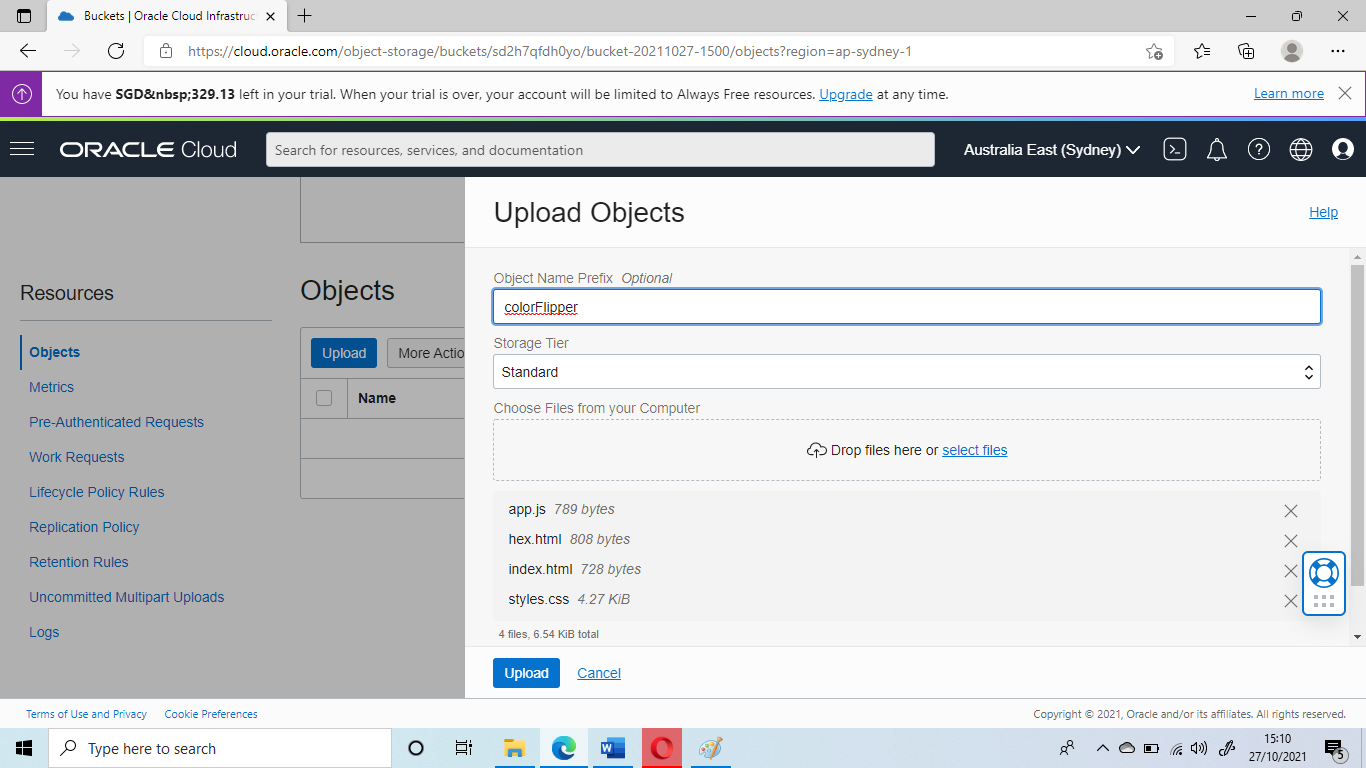 Buckets | Oracle Cloud Infrastruc
https://cloud.oracle.com/object-storage/buckets/sd2h7qfdh0yo/bucket-20211027-1500/objects?region=ap-sydney-1
You have SGD&nbsp;329.13 left in your trial. When your trial is over, your account will be limited to Always Free resources. Upgrade at any time.
Learn more
ORACLE Cloud
Search for resources, services, and documentation
Australia East (Sydney)
Upload Objects
Help
Resources
Objects
Metrics
Pre-Authenticated Requests
Work Requests
Lifecycle Policy Rules
Replication Policy
Retention Rules
Uncommitted Multipart Uploads
Logs
Objects
Upload
More Actio
Name
Object Name Prefix Optional
colorFlipper
Storage Tier
Standard
Choose Files from your Computer
Drop files here or select files
app.js 789 bytes
hex.html 808 bytes
index.html 728 bytes
styles.css 4.27 KiB
4 files, 6.54 KiB total
Upload
Cancel
Terms of Use and Privacy
Cookie Preferences
Copyright © 2021, Oracle and/or its affiliates. All rights reserved.
Type here to search
15:10
27/10/2021
5